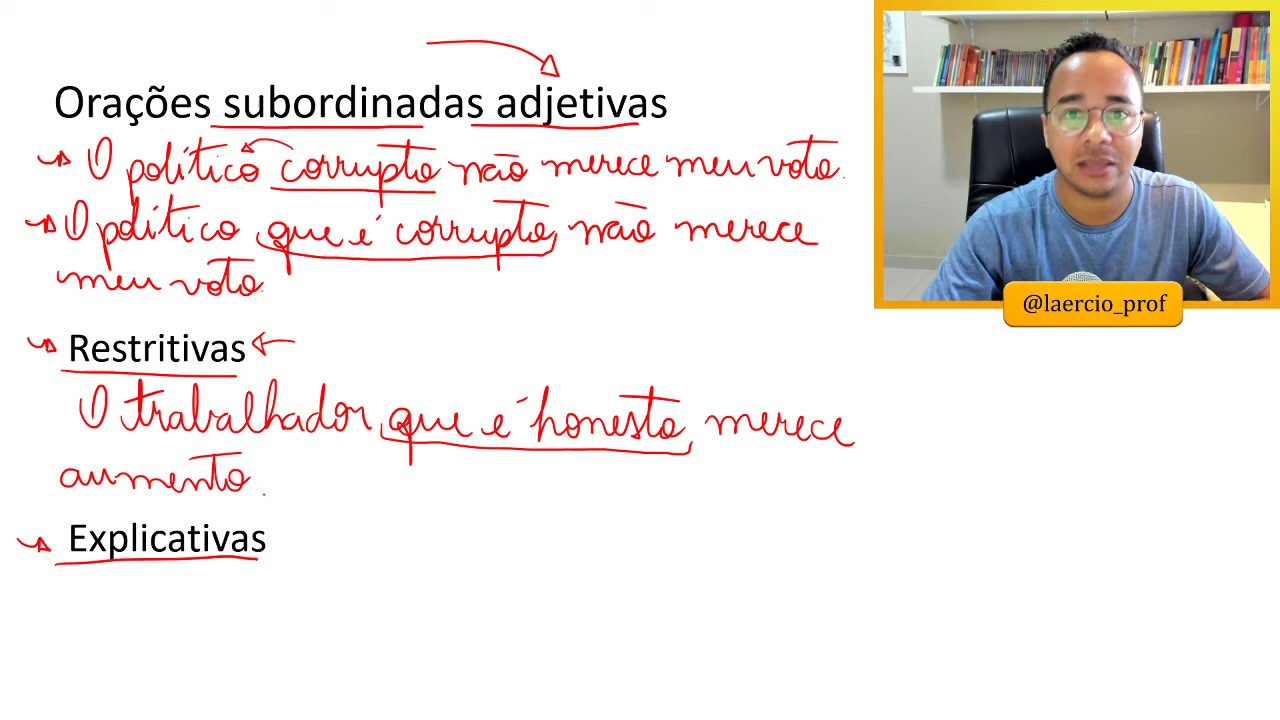 Orações subordinadas adjetivas
O político corrupto não merece meu voto.
O político que é corrupto não merece
meu voto.
Restritivas
O trabalhador que é honesto merece
aumento.
Explicativas
@laercio_prof